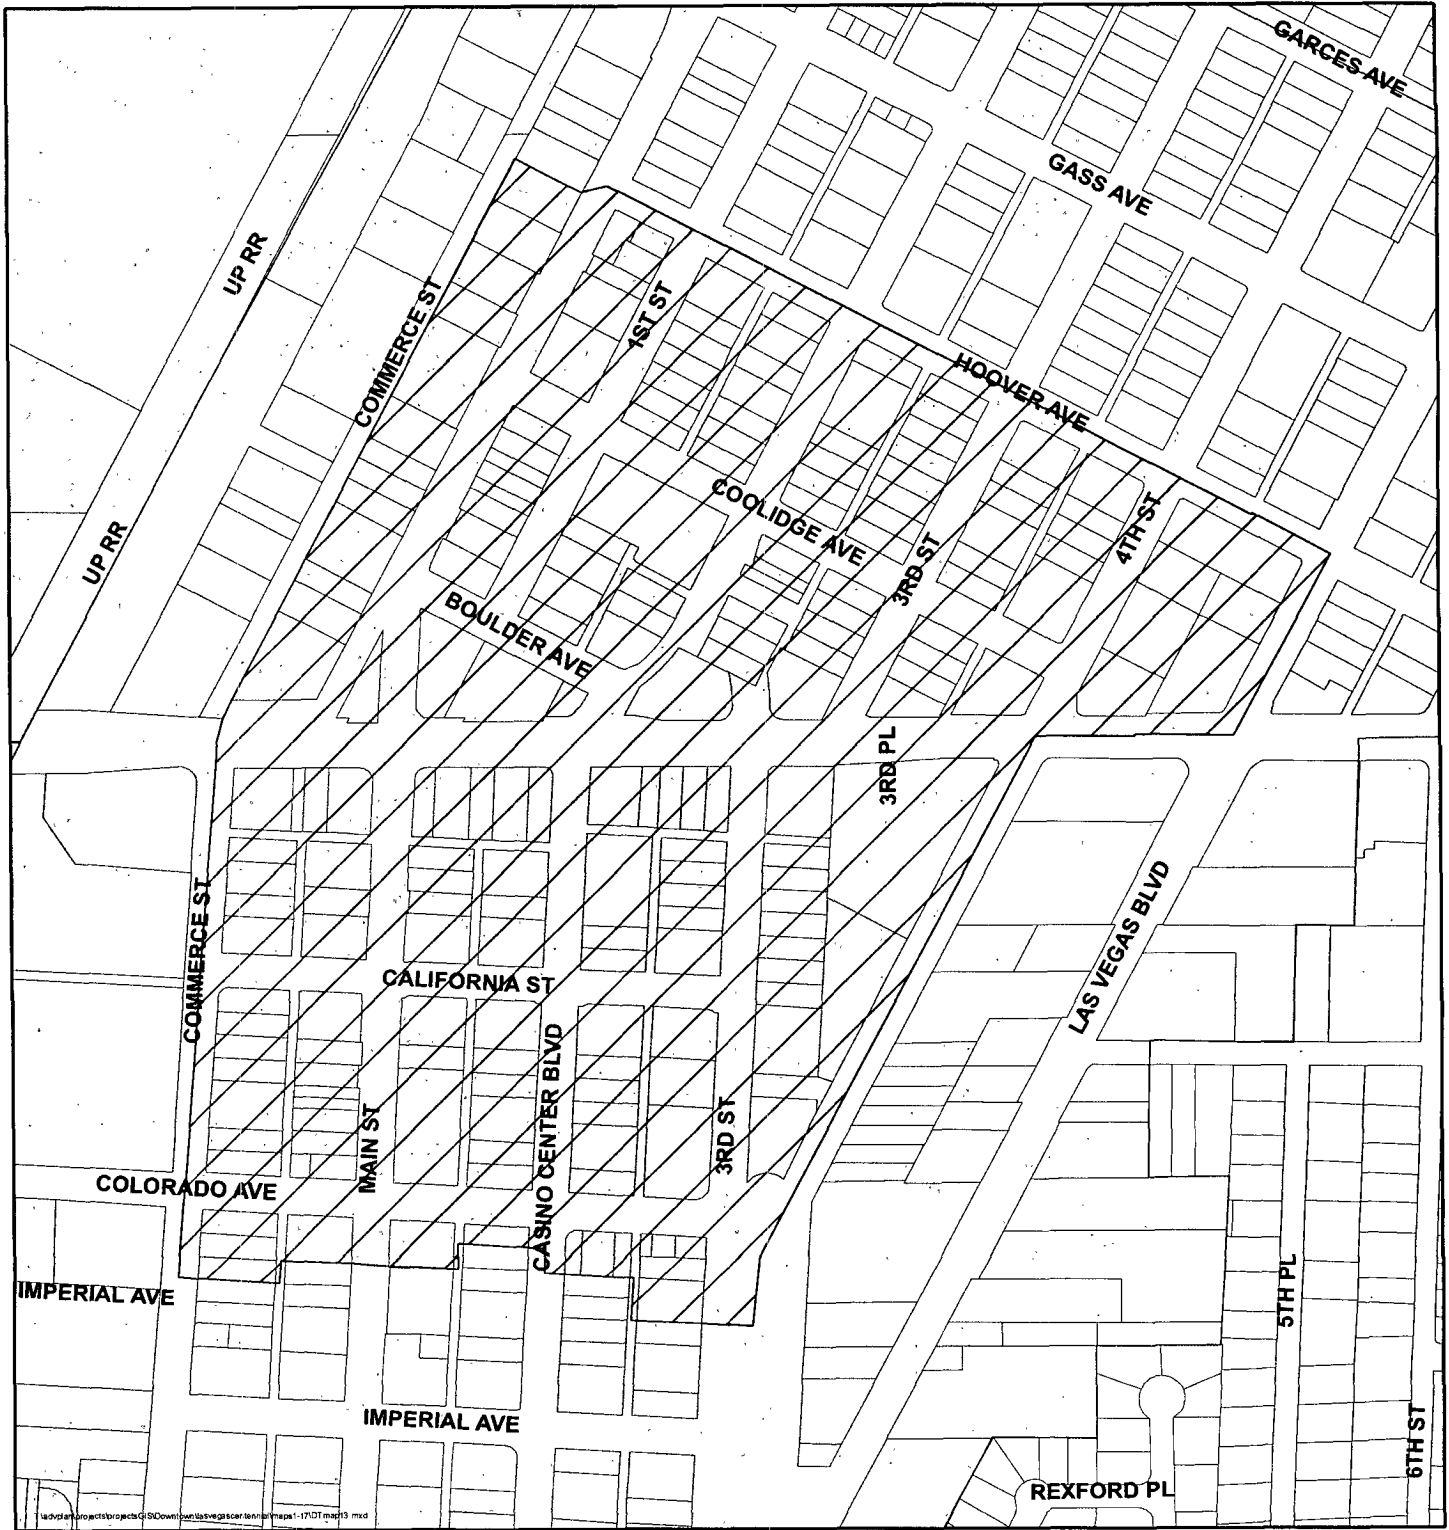 GARCES AVE
GASS AVE
UP RR
COMMERCE ST
1ST ST
HOOVER AVE
COOLIDGE AVE
4TH ST
3RD ST
UP RR
BOULDER AVE
3RD PL
LAS VEGAS BLVD
COMMERCE ST
CALIFORNIA ST
CASINO CENTER BLVD
MAIN ST
3RD ST
COLORADO AVE
IMPERIAL AVE
5TH PL
IMPERIAL AVE
6TH ST
REXFORD PL